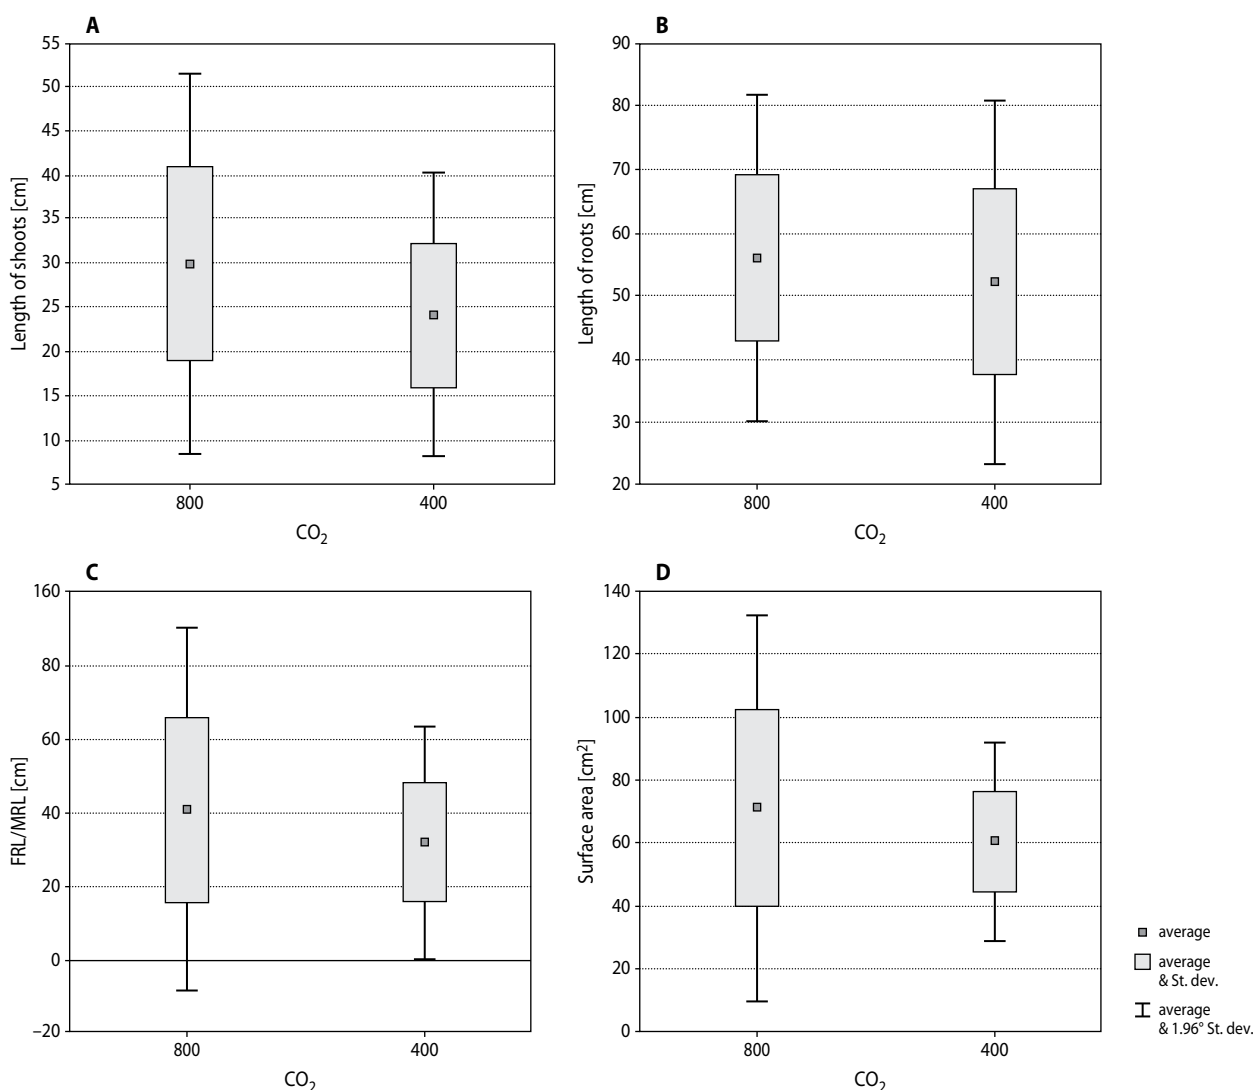 A
55
50
45
40
35
30
25
20
15
10
5
Length of shoots [cm]
800
400
CO₂
B
90
80
70
60
50
40
30
20
Length of roots [cm]
800
400
CO₂
C
160
80
60
40
20
0
–20
FRL/MRL [cm]
800
400
CO₂
D
140
120
100
80
60
40
20
0
Surface area [cm²]
800
400
CO₂
average
average
& St. dev.
average
& 1.96° St. dev.